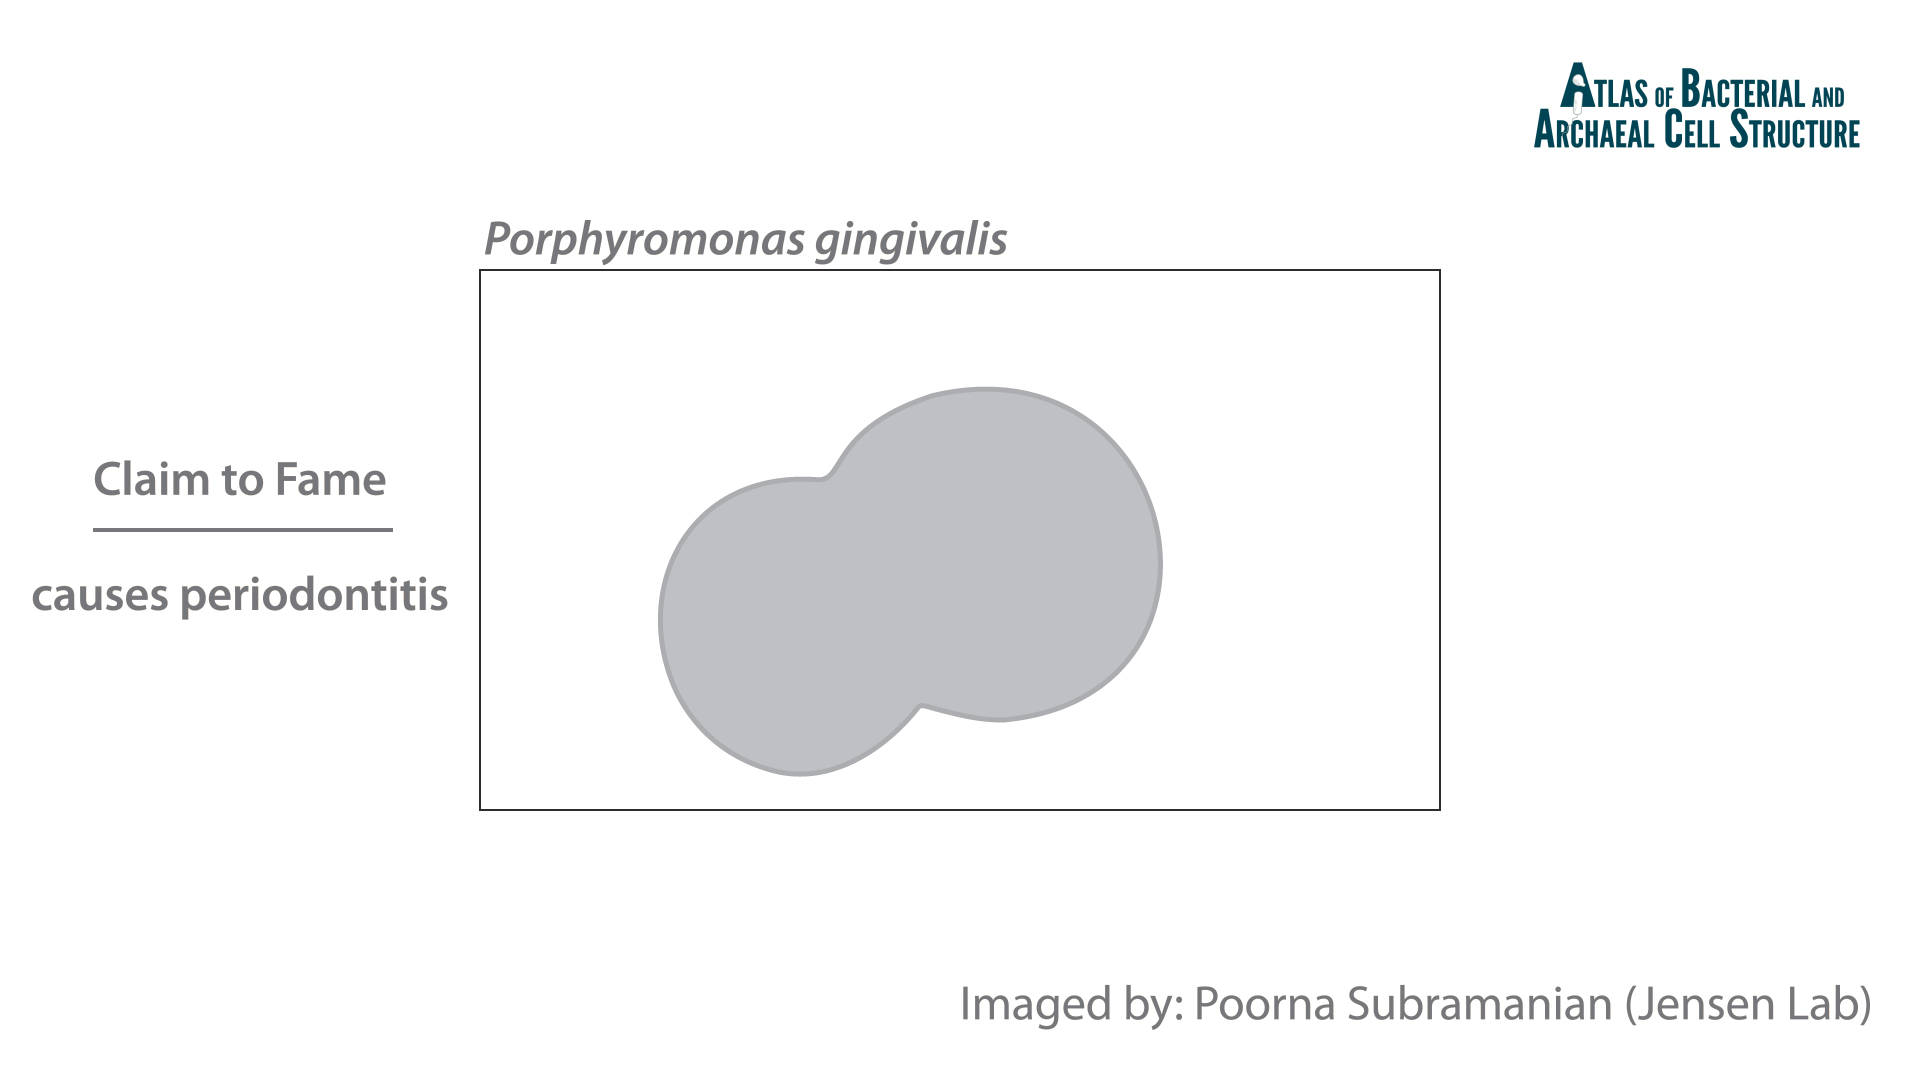 Atlas of Bacterial and
Archaeal Cell Structure
Porphyromonas gingivalis
Claim to Fame
causes periodontitis
Imaged by: Poorna Subramanian (Jensen Lab)